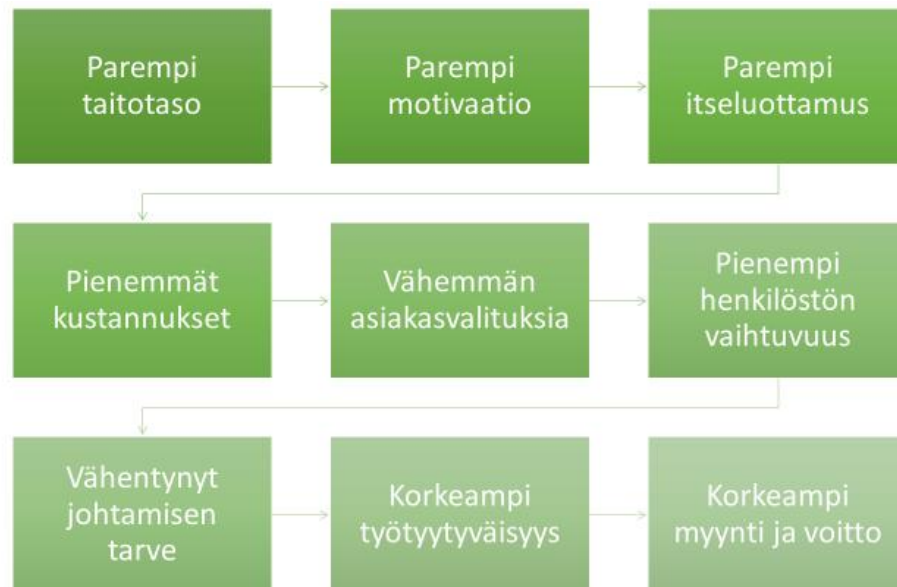 Parempi
taitotaso
Parempi
motivaatio
Parempi
itseluottamus
Pienemmät
kustannukset
Vähemmän
asiakasvalituksia
Pienempi
henkilöstön
vaihtuvuus
Vähentynyt
johtamisen
tarve
Korkeampi
työtyytyväisyys
Korkeampi
myynti ja voitto